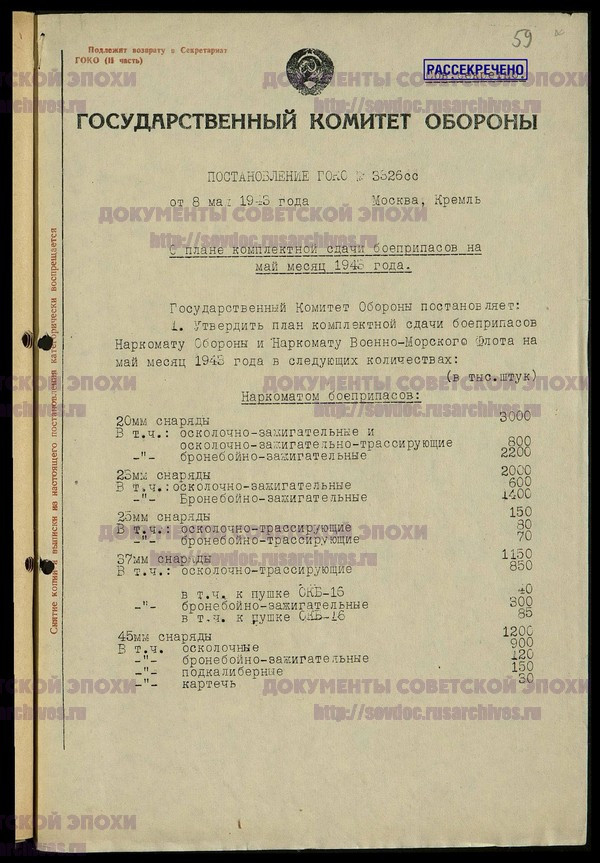 59
Подлежит возврату в Секретариат
ГОКО (II часть)
РАССЕКРЕЧЕНО
ГОСУДАРСТВЕННЫЙ КОМИТЕТ ОБОРОНЫ
ПОСТАНОВЛЕНИЕ ГОКО № 3326сс
от 8 мая 1943 года Москва, Кремль
О плане комплектной сдачи боеприпасов на
май месяц 1943 года.
Государственный Комитет Обороны постановляет:
1. Утвердить план комплектной сдачи боеприпасов
Наркомату Обороны и Наркомату Военно-Морского Флота на
май месяц 1943 года в следующих количествах:
(в тыс.штук)
Наркоматом боеприпасов:
20мм снаряды 3000
В т.ч.: осколочно-зажигательные и
осколочно-зажигательно-трассирующие 800
-"- бронебойно-зажигательные 2200
23мм снаряды 2000
В т.ч.:осколочно-зажигательные 600
-"- Бронебойно-зажигательные 1400
25мм снаряды 150
В т.ч.: осколочно-трассирующие 80
-"- бронебойно-трассирующие 70
37мм снаряды 1150
В т.ч.: осколочно-трассирующие 850
в т.ч. к пушке ОКБ-16 40
-"- бронебойно-зажигательные 300
в т.ч. к пушке ОКБ-16 85
45мм снаряды 1200
В т.ч. осколочные 900
-"- бронебойно-зажигательные 120
-"- подкалиберные 150
-"- картечь 30
Снятие копий и выписки из настоящего постановления категорически воспрещается
ДОКУМЕНТЫ СОВЕТСКОЙ ЭПОХИ
http://sovdoc.rusarchives.ru